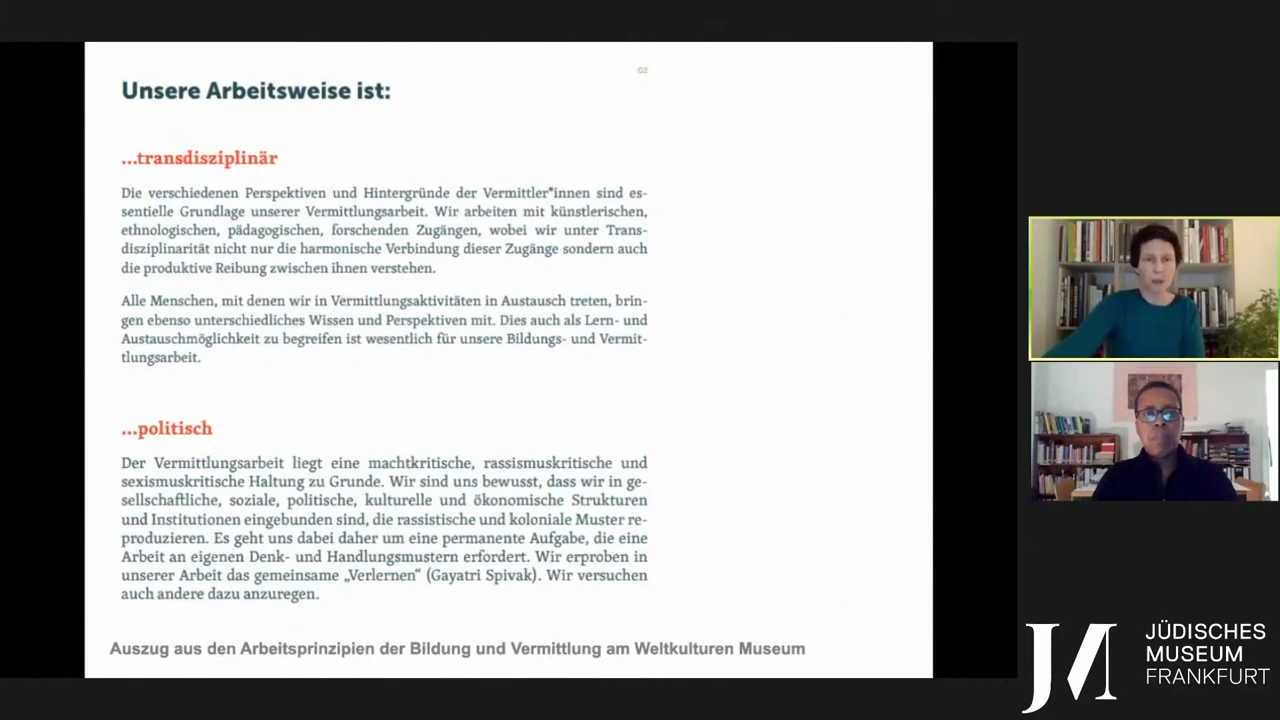 02
Unsere Arbeitsweise ist:
...transdisziplinär
Die verschiedenen Perspektiven und Hintergründe der Vermittler*innen sind es-
sentielle Grundlage unserer Vermittlungsarbeit. Wir arbeiten mit künstlerischen,
ethnologischen, pädagogischen, forschenden Zugängen, wobei wir unter Trans-
disziplinarität nicht nur die harmonische Verbindung dieser Zugänge sondern auch
die produktive Reibung zwischen ihnen verstehen.
Alle Menschen, mit denen wir in Vermittlungsaktivitäten in Austausch treten, brin-
gen ebenso unterschiedliches Wissen und Perspektiven mit. Dies auch als Lern- und
Austauschmöglichkeit zu begreifen ist wesentlich für unsere Bildungs- und Vermit-
tlungsarbeit.
...politisch
Der Vermittlungsarbeit liegt eine machtkritische, rassismuskritische und
sexismuskritische Haltung zu Grunde. Wir sind uns bewusst, dass wir in ge-
sellschaftliche, soziale, politische, kulturelle und ökonomische Strukturen
und Institutionen eingebunden sind, die rassistische und koloniale Muster re-
produzieren. Es geht uns dabei daher um eine permanente Aufgabe, die eine
Arbeit an eigenen Denk- und Handlungsmustern erfordert. Wir erproben in
unserer Arbeit das gemeinsame „Verlernen“ (Gayatri Spivak). Wir versuchen
auch andere dazu anzuregen.
Auszug aus den Arbeitsprinzipien der Bildung und Vermittlung am Weltkulturen Museum
JM
JÜDISCHES
MUSEUM
FRANKFURT